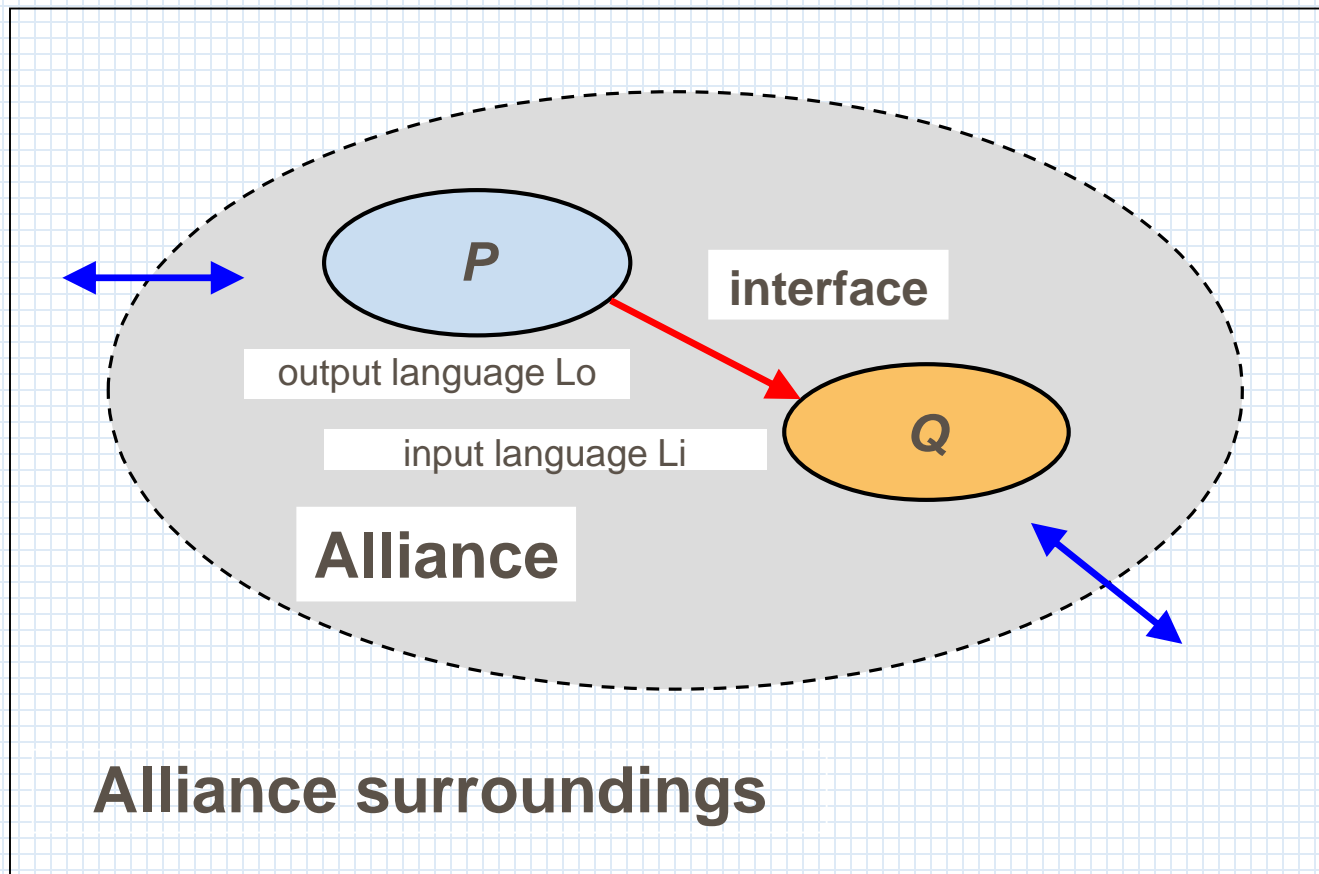 P
interface
output language Lo
Q
input language Li
Alliance
Alliance surroundings